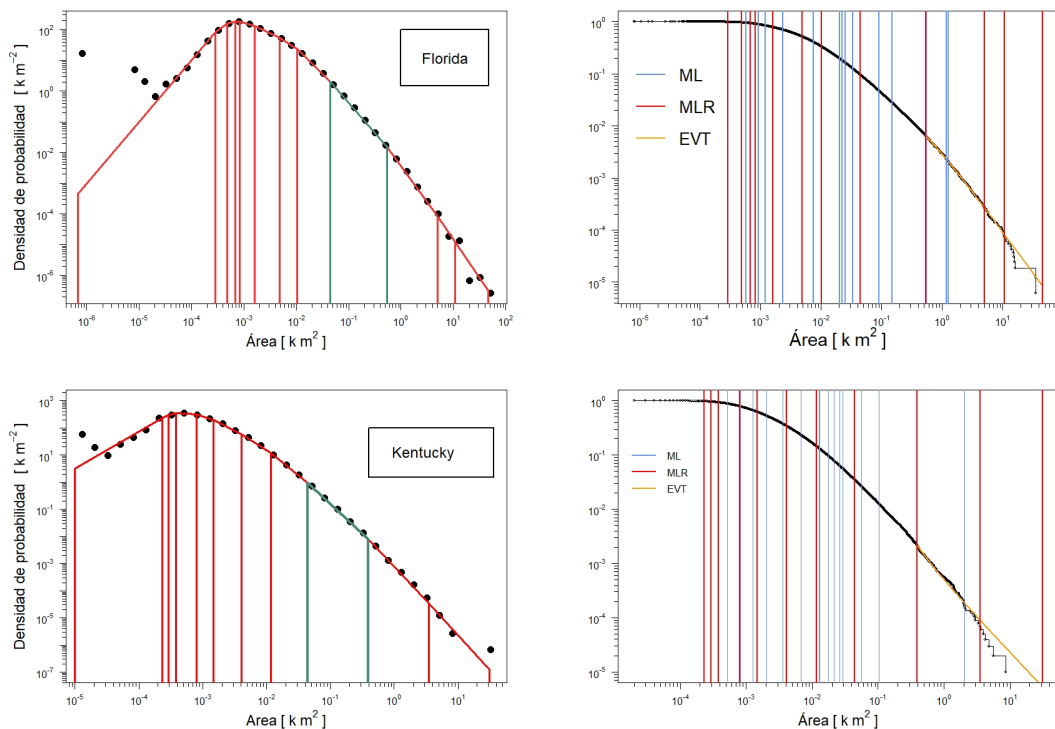 Densidad de probabilidad [ k m⁻² ]
10²
10⁰
10⁻²
10⁻⁴
10⁻⁶
Florida
10⁻⁶ 10⁻⁵ 10⁻⁴ 10⁻³ 10⁻² 10⁻¹ 10⁰ 10¹ 10²
Área [ k m² ]
10⁰
10⁻¹
10⁻²
10⁻³
10⁻⁴
10⁻⁵
ML
MLR
EVT
10⁻⁵ 10⁻⁴ 10⁻³ 10⁻² 10⁻¹ 10⁰ 10¹
Área [ k m² ]
Densidad de probabilidad [ k m⁻² ]
10³
10¹
10⁻¹
10⁻³
10⁻⁵
10⁻⁷
Kentucky
10⁻⁵ 10⁻⁴ 10⁻³ 10⁻² 10⁻¹ 10⁰ 10¹
Area [ k m² ]
10⁰
10⁻¹
10⁻²
10⁻³
10⁻⁴
10⁻⁵
ML
MLR
EVT
10⁻⁴ 10⁻³ 10⁻² 10⁻¹ 10⁰ 10¹
Área [ k m² ]